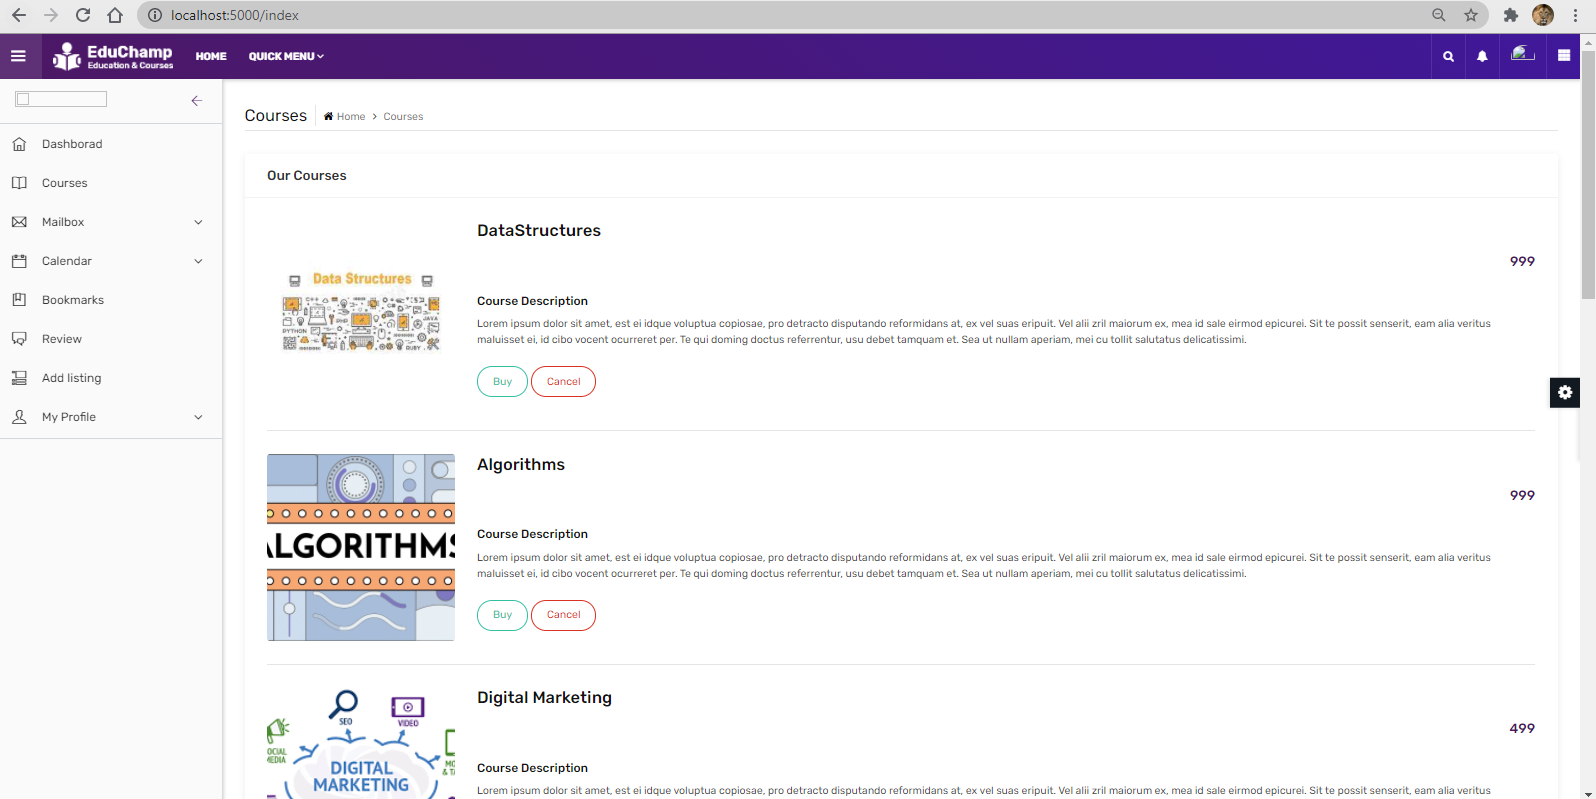 localhost:5000/index
EduChamp
Education & Courses
HOME
QUICK MENU
Dashborad
Courses
Mailbox
Calendar
Bookmarks
Review
Add listing
My Profile
Courses
Home
Courses
Our Courses
DataStructures
999
Data Structures
PYTHON
PHP
JAVA
RUBY
Course Description
Lorem ipsum dolor sit amet, est ei idque voluptua copiosae, pro detracto disputando reformidans at, ex vel suas eripuit. Vel alii zril maiorum ex, mea id sale eirmod epicurei. Sit te possit senserit, eam alia veritus
maluisset ei, id cibo vocent ocurreret per. Te qui doming doctus referrentur, usu debet tamquam et. Sea ut nullam aperiam, mei cu tollit salutatus delicatissimi.
Buy Cancel
Algorithms
999
ALGORITHMS
Course Description
Lorem ipsum dolor sit amet, est ei idque voluptua copiosae, pro detracto disputando reformidans at, ex vel suas eripuit. Vel alii zril maiorum ex, mea id sale eirmod epicurei. Sit te possit senserit, eam alia veritus
maluisset ei, id cibo vocent ocurreret per. Te qui doming doctus referrentur, usu debet tamquam et. Sea ut nullam aperiam, mei cu tollit salutatus delicatissimi.
Buy Cancel
Digital Marketing
499
SEO
VIDEO
OCIAL
MEDIA
MO
& TA
DIGITAL
MARKETING
Course Description
Lorem ipsum dolor sit amet, est ei idque voluptua copiosae, pro detracto disputando reformidans at, ex vel suas eripuit. Vel alii zril maiorum ex, mea id sale eirmod epicurei. Sit te possit senserit, eam alia veritus